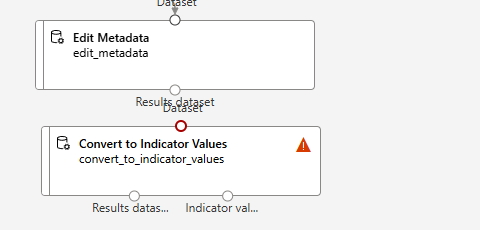 Dataset
Edit Metadata
edit_metadata
Results dataset
Dataset
Convert to Indicator Values
convert_to_indicator_values
Results datas...
Indicator val...